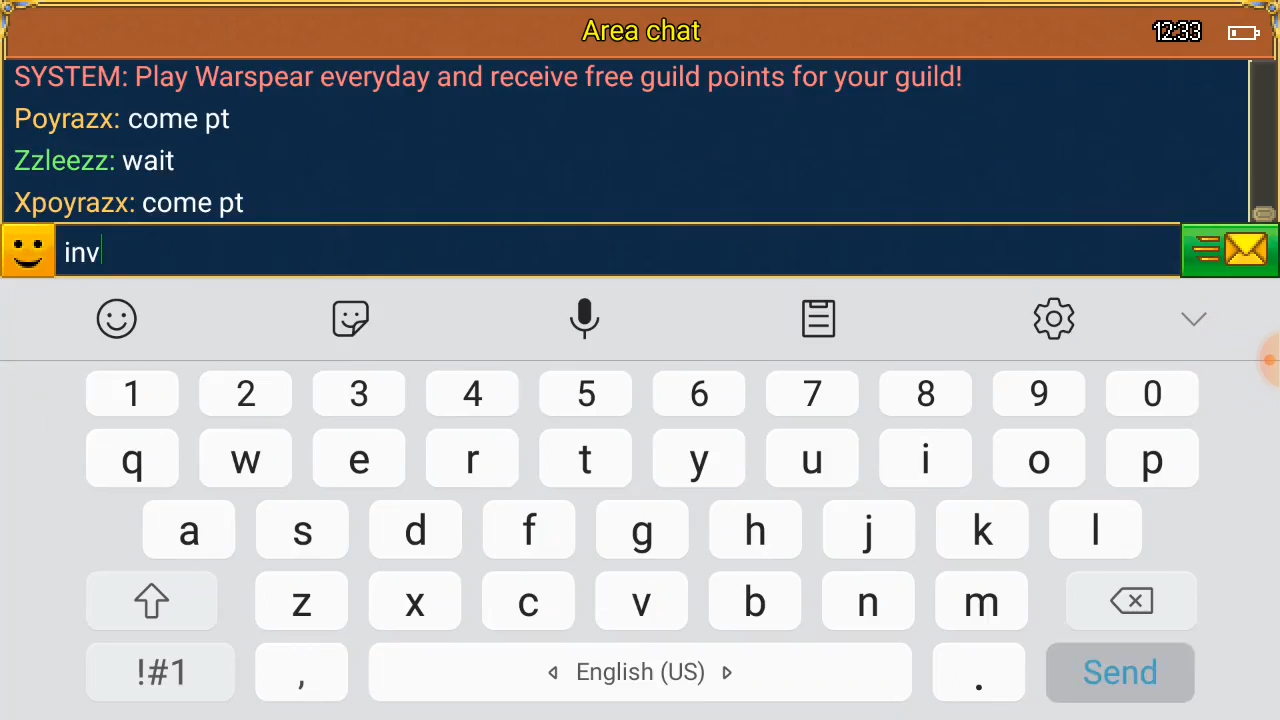 Area chat
12:33
SYSTEM: Play Warspear everyday and receive free guild points for your guild!
Poyrazx: come pt
Zzleezz: wait
Xpoyrazx: come pt
inv
1 2 3 4 5 6 7 8 9 0
q w e r t y u i o p
a s d f g h j k l
z x c v b n m
!#1 , English (US) . Send